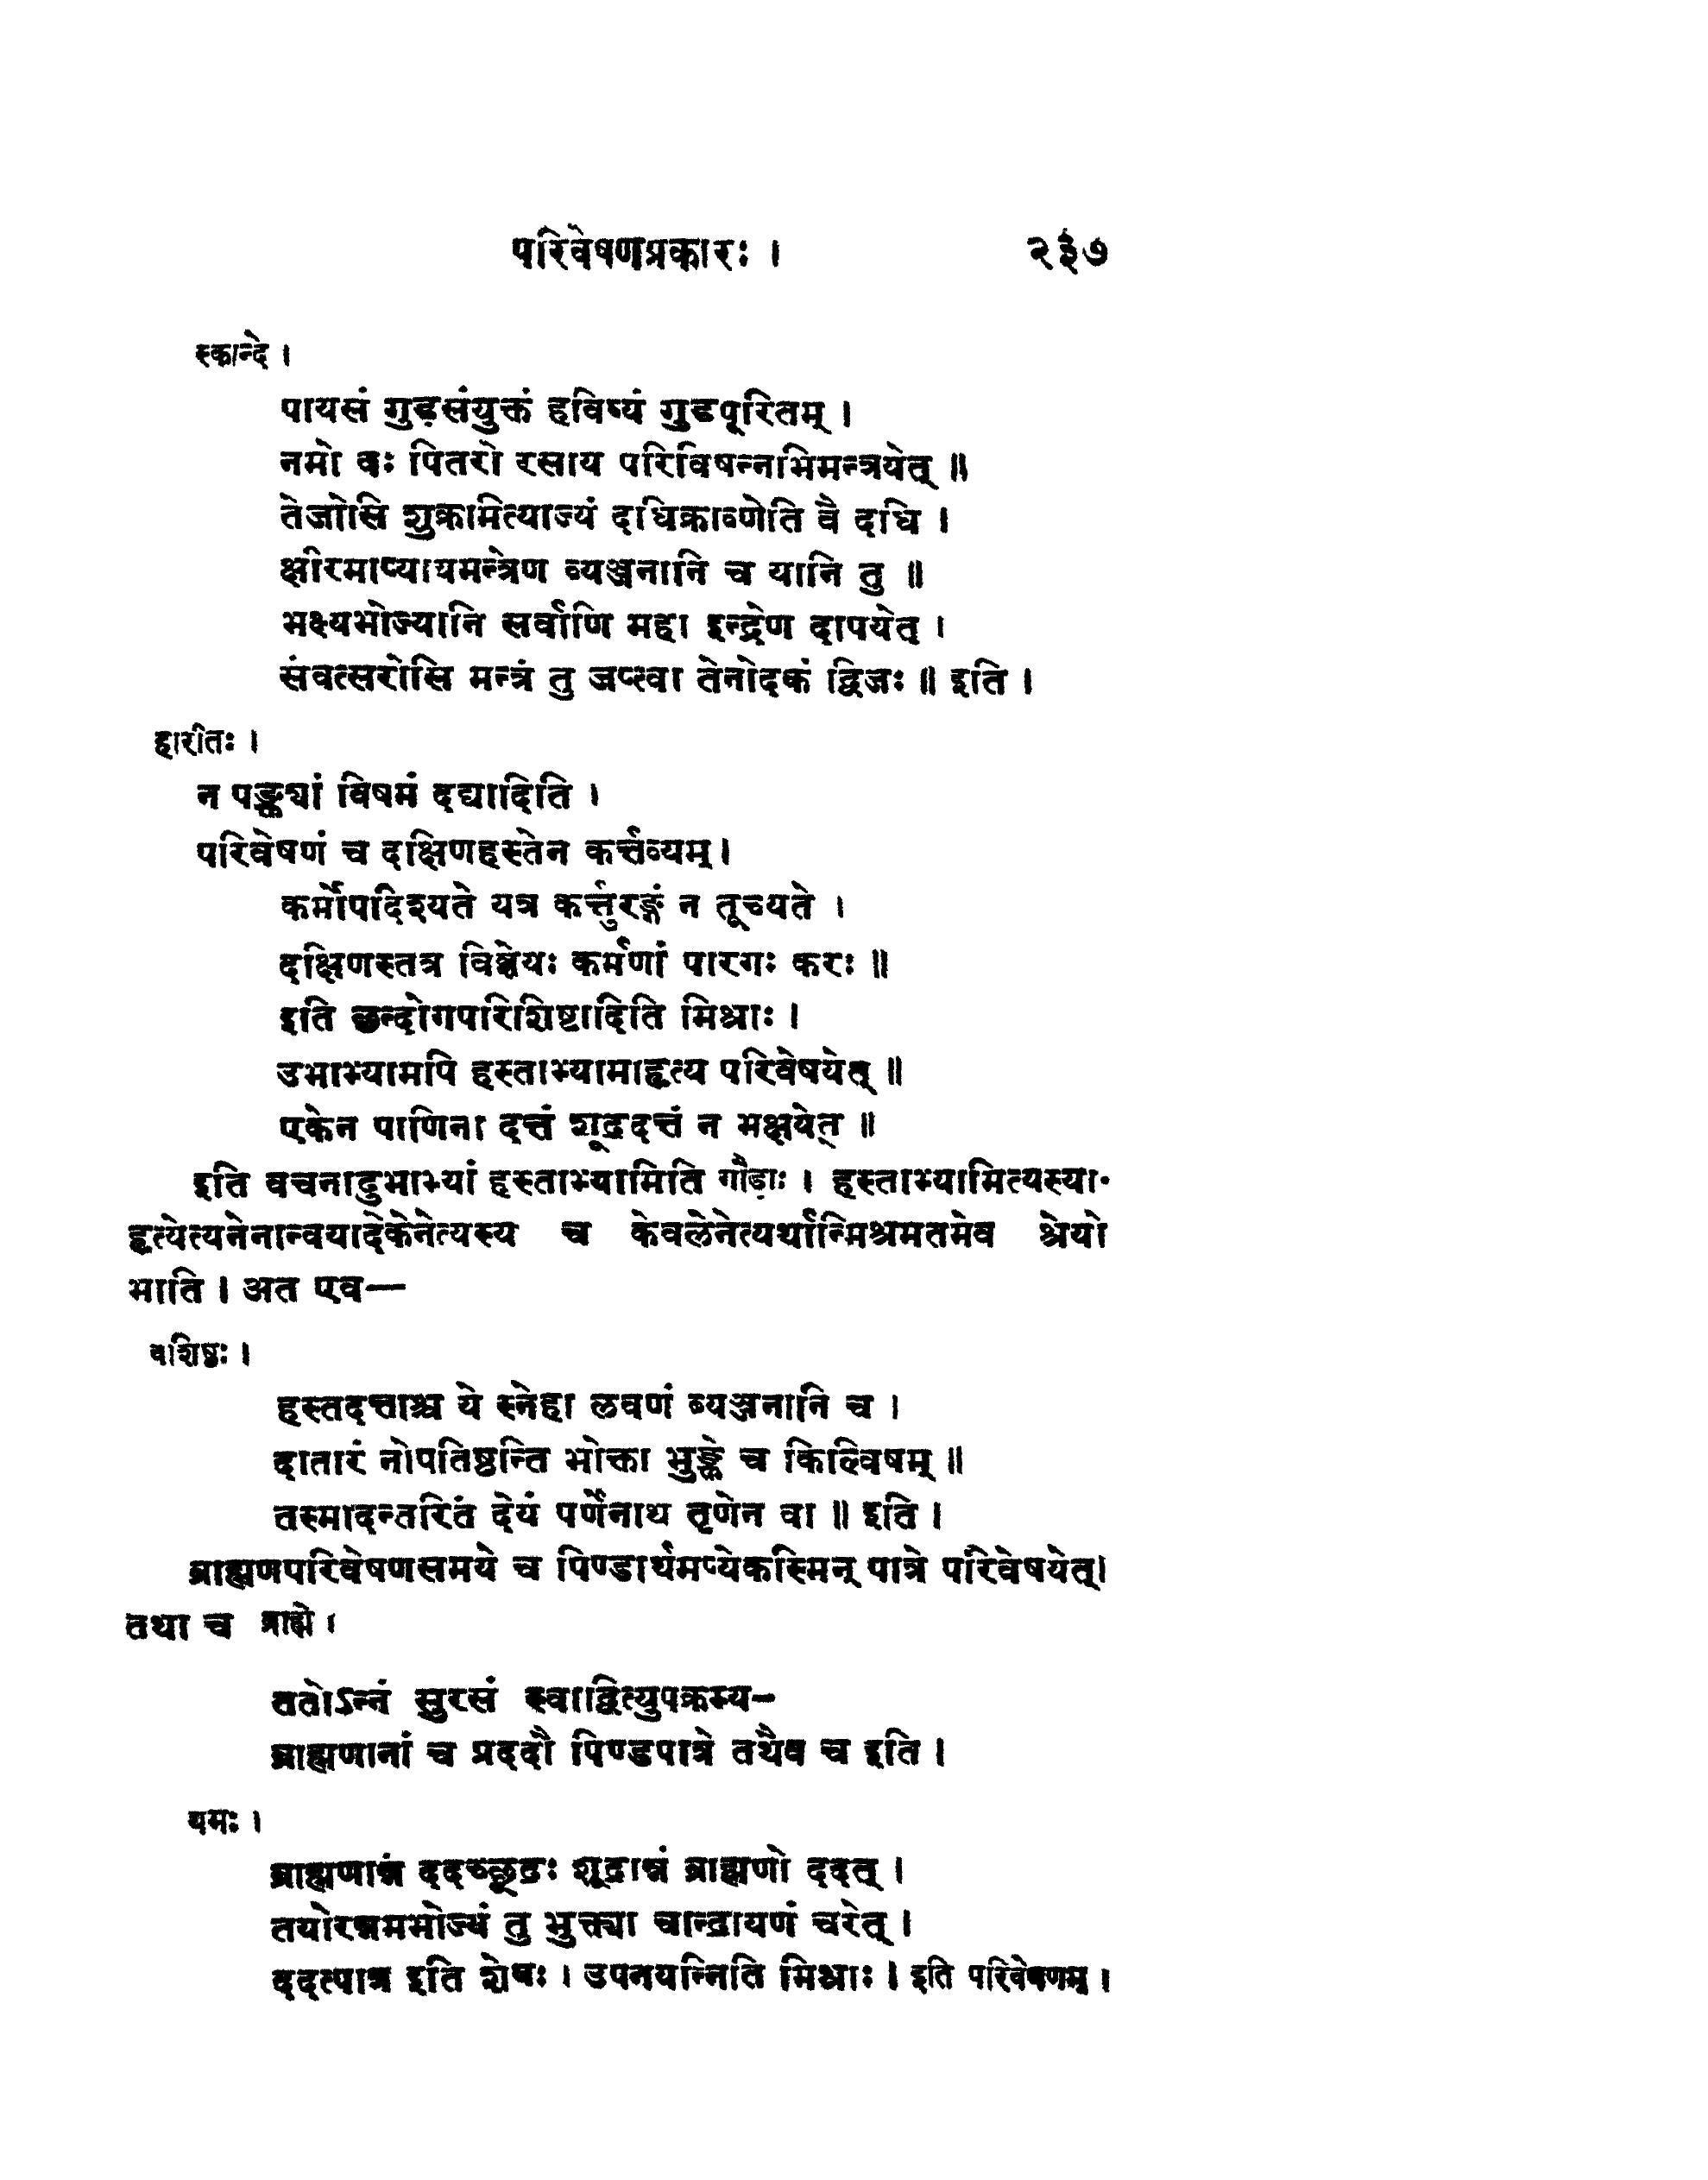 परिवेषणप्रकारः । २३७
स्कान्दे ।
पायसं गुड़संयुक्तं हविष्यं गुडपूरितम् ।
नमो वः पितरो रसाय परिविषन्नभिमन्त्रयेत् ॥
तेजोसि शुक्रामित्याज्यं दधिक्राव्णेति वै दधि ।
क्षीरमाप्यायमन्त्रेण व्यञ्जनानि च यानि तु ॥
भक्ष्यभोज्यानि सर्वाणि महा इन्द्रेण दापयेत् ।
संवत्सरोसि मन्त्रं तु जप्त्वा तेनोदकं द्विजः ॥ इति ।
हारीतः ।
न पङ्क्त्यां विषमं दद्यादिति ।
परिवेषणं च दक्षिणहस्तेन कर्त्तव्यम् ।
कर्मोपदिश्यते यत्र कर्त्तुरङ्गं न तूच्यते ।
दक्षिणस्तत्र विज्ञेयः कर्मणां पारगः करः ॥
इति छन्दोगपरिशिष्टादिति मिश्राः ।
उभाभ्यामपि हस्ताभ्यामाहृत्य परिवेषयेत् ॥
एकेन पाणिना दत्तं शूद्रदत्तं न भक्षयेत् ॥
इति वचनादुभाभ्यां हस्ताभ्यामिति गौड़ाः । हस्ताभ्यामित्यस्या-
हृत्येत्यनेनान्वयादेकेनेत्यस्य च केवलेनेत्यर्थान्मिश्रमतमेव श्रेयो
भाति । अत एव—
वशिष्ठः ।
हस्तदत्ताश्च ये स्नेहा लवणं व्यञ्जनानि च ।
दातारं नोपतिष्ठन्ति भोक्ता भुङ्क्ते च किल्विषम् ॥
तस्मादन्तरितं देयं पर्णेनाथ तृणेन वा ॥ इति ।
ब्राह्मणपरिवेषणसमये च पिण्डार्थमप्येकस्मिन् पात्रे परिवेषयेत् ।
तथा च ब्राह्मे ।
ततोऽन्नं सुरसं स्वाद्वित्युपक्रम्य-
ब्राह्मणानां च प्रददौ पिण्डपात्रे तथैव च इति ।
यमः ।
ब्राह्मणान्नं ददच्छूद्रः शूद्रान्नं ब्राह्मणो ददत् ।
तयोरन्नमभोज्यं तु भुक्त्वा चान्द्रायणं चरेत् ।
ददत्पात्र इति शेषः । उपनयन्निति मिश्राः । इति परिवेषणम् ।